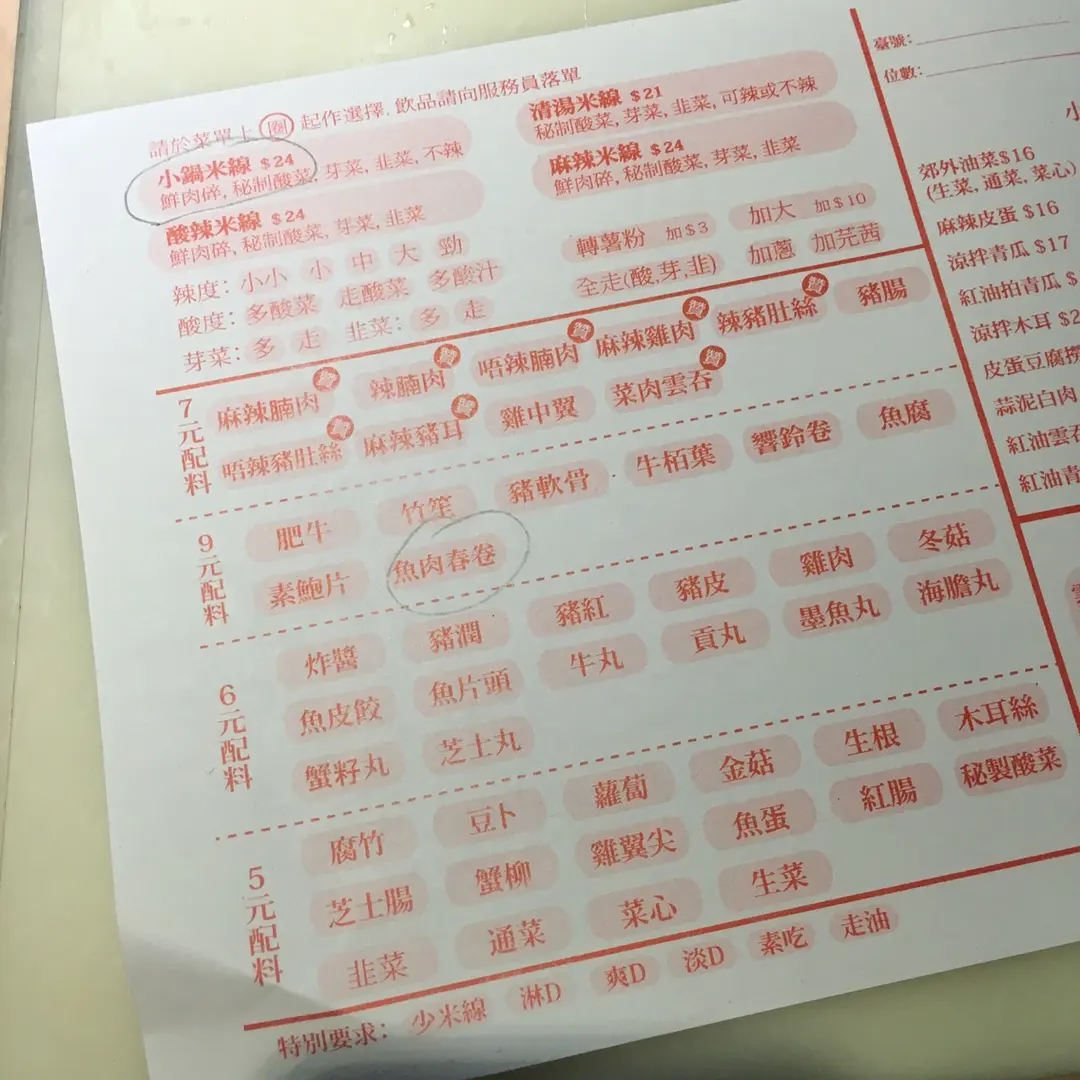 請於菜單上圈起作選擇. 飲品請向服務員落單
小鍋米線 $24
鮮肉碎, 秘制酸菜, 芽菜, 韭菜, 不辣
清湯米線 $21
秘制酸菜, 芽菜, 韭菜, 可辣或不辣
酸辣米線 $24
鮮肉碎, 秘制酸菜, 芽菜, 韭菜
麻辣米線 $24
鮮肉碎, 秘制酸菜, 芽菜, 韭菜
辣度: 小小 小 中 大 勁
酸度: 多酸菜 走酸菜 多酸汁
芽菜: 多 走 韭菜: 多 走
轉薯粉 加$3 加大 加$10
全走(酸,芽,韭) 加蔥 加芫茜
7元配料
麻辣腩肉 辣腩肉 唔辣腩肉 麻辣雞肉 辣豬肚絲 豬腸
唔辣豬肚絲 麻辣豬耳 雞中翼 菜肉雲吞
9元配料
肥牛 竹笙 豬軟骨 牛栢葉 響鈴卷 魚腐
素鮑片 魚肉春卷
6元配料
炸醬 豬潤 豬紅 豬皮 雞肉 冬菇
魚皮餃 魚片頭 牛丸 貢丸 墨魚丸 海膽丸
蟹籽丸 芝士丸
5元配料
腐竹 豆卜 蘿蔔 金菇 生根 木耳絲
芝士腸 蟹柳 雞翼尖 魚蛋 紅腸 秘製酸菜
韭菜 通菜 菜心 生菜
特別要求: 少米線 淋D 爽D 淡D 素吃 走油
臺號:
位數:
小
郊外油菜$16
(生菜, 通菜, 菜心)
麻辣皮蛋 $16
涼拌青瓜 $17
紅油拍青瓜 $
涼拌木耳 $2
皮蛋豆腐
蒜泥白肉
紅油雲吞
紅油青